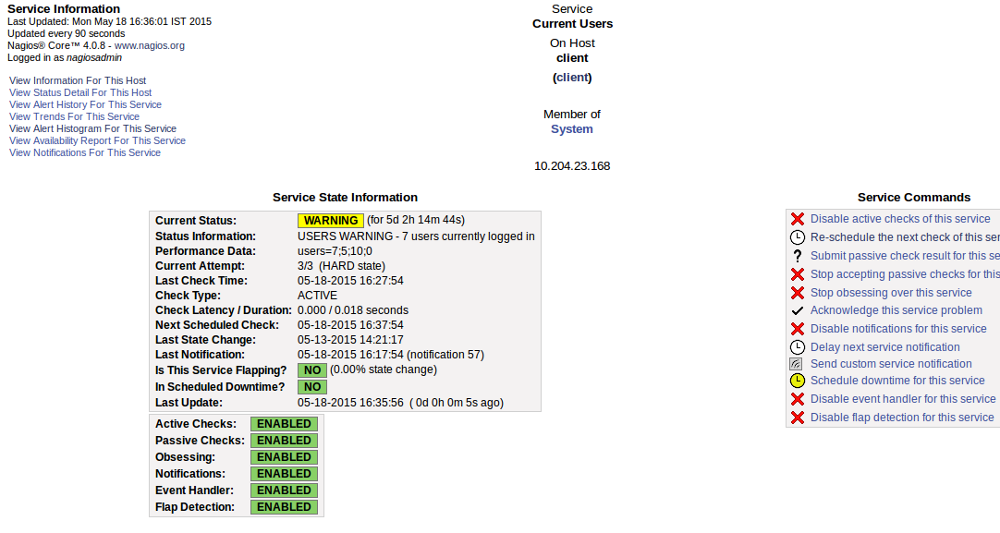 Service Information
Last Updated: Mon May 18 16:36:01 IST 2015
Updated every 90 seconds
Nagios® Core™ 4.0.8 - www.nagios.org
Logged in as nagiosadmin
View Information For This Host
View Status Detail For This Host
View Alert History For This Service
View Trends For This Service
View Alert Histogram For This Service
View Availability Report For This Service
View Notifications For This Service
Service
Current Users
On Host
client
(client)
Member of
System
10.204.23.168
Service State Information
Current Status: WARNING (for 5d 2h 14m 44s)
Status Information: USERS WARNING - 7 users currently logged in
Performance Data: users=7;5;10;0
Current Attempt: 3/3 (HARD state)
Last Check Time: 05-18-2015 16:27:54
Check Type: ACTIVE
Check Latency / Duration: 0.000 / 0.018 seconds
Next Scheduled Check: 05-18-2015 16:37:54
Last State Change: 05-13-2015 14:21:17
Last Notification: 05-18-2015 16:17:54 (notification 57)
Is This Service Flapping? NO (0.00% state change)
In Scheduled Downtime? NO
Last Update: 05-18-2015 16:35:56 ( 0d 0h 0m 5s ago)
Active Checks: ENABLED
Passive Checks: ENABLED
Obsessing: ENABLED
Notifications: ENABLED
Event Handler: ENABLED
Flap Detection: ENABLED
Service Commands
Disable active checks of this service
Re-schedule the next check of this ser
? Submit passive check result for this se
Stop accepting passive checks for this
Stop obsessing over this service
Acknowledge this service problem
Disable notifications for this service
Delay next service notification
Send custom service notification
Schedule downtime for this service
Disable event handler for this service
Disable flap detection for this service